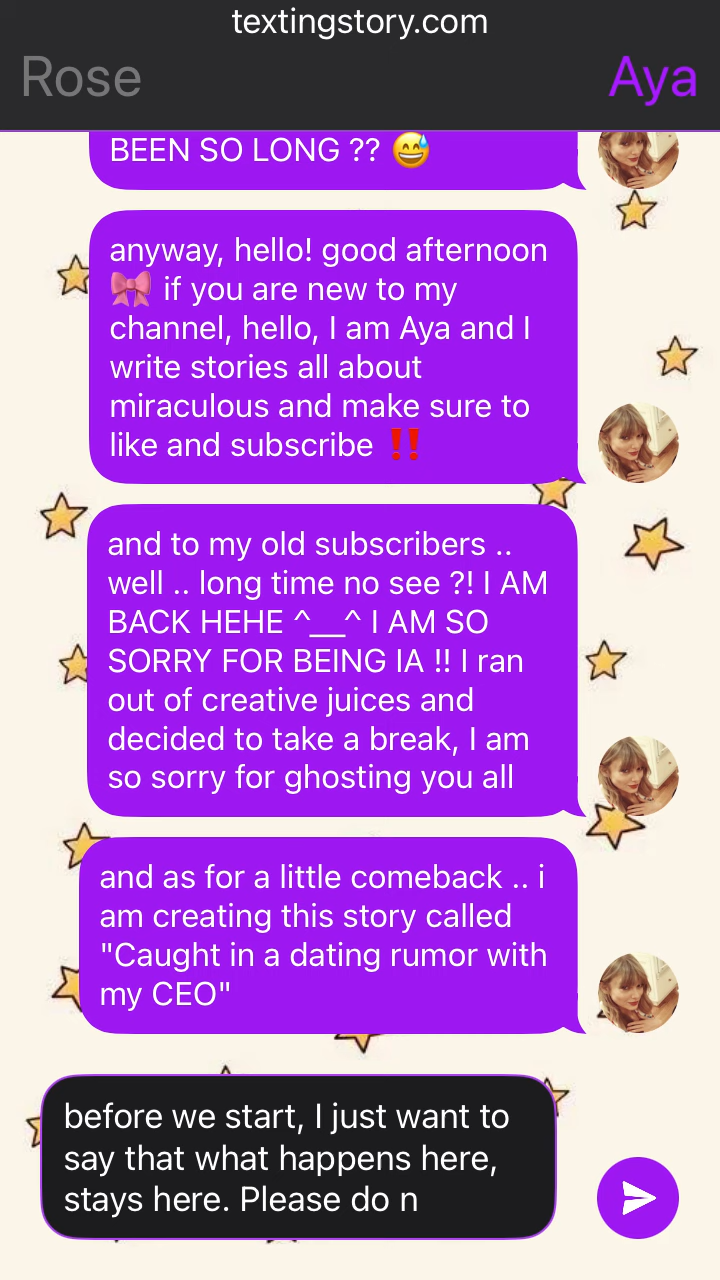 textingstory.com
Rose
Aya
BEEN SO LONG ?? 😅
anyway, hello! good afternoon
🎀 if you are new to my
channel, hello, I am Aya and I
write stories all about
miraculous and make sure to
like and subscribe ‼️
and to my old subscribers ..
well .. long time no see ?! I AM
BACK HEHE ^__^ I AM SO
SORRY FOR BEING IA !! I ran
out of creative juices and
decided to take a break, I am
so sorry for ghosting you all
and as for a little comeback .. i
am creating this story called
"Caught in a dating rumor with
my CEO"
before we start, I just want to
say that what happens here,
stays here. Please do n